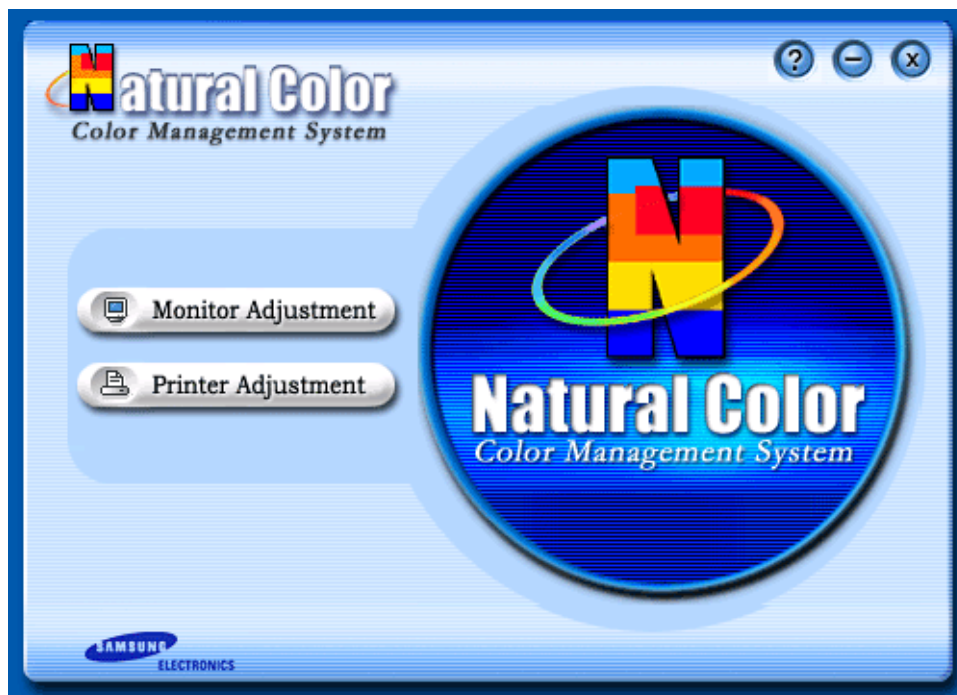 Natural Color
Color Management System
? – x
Monitor Adjustment
Printer Adjustment
N
Natural Color
Color Management System
SAMSUNG
ELECTRONICS